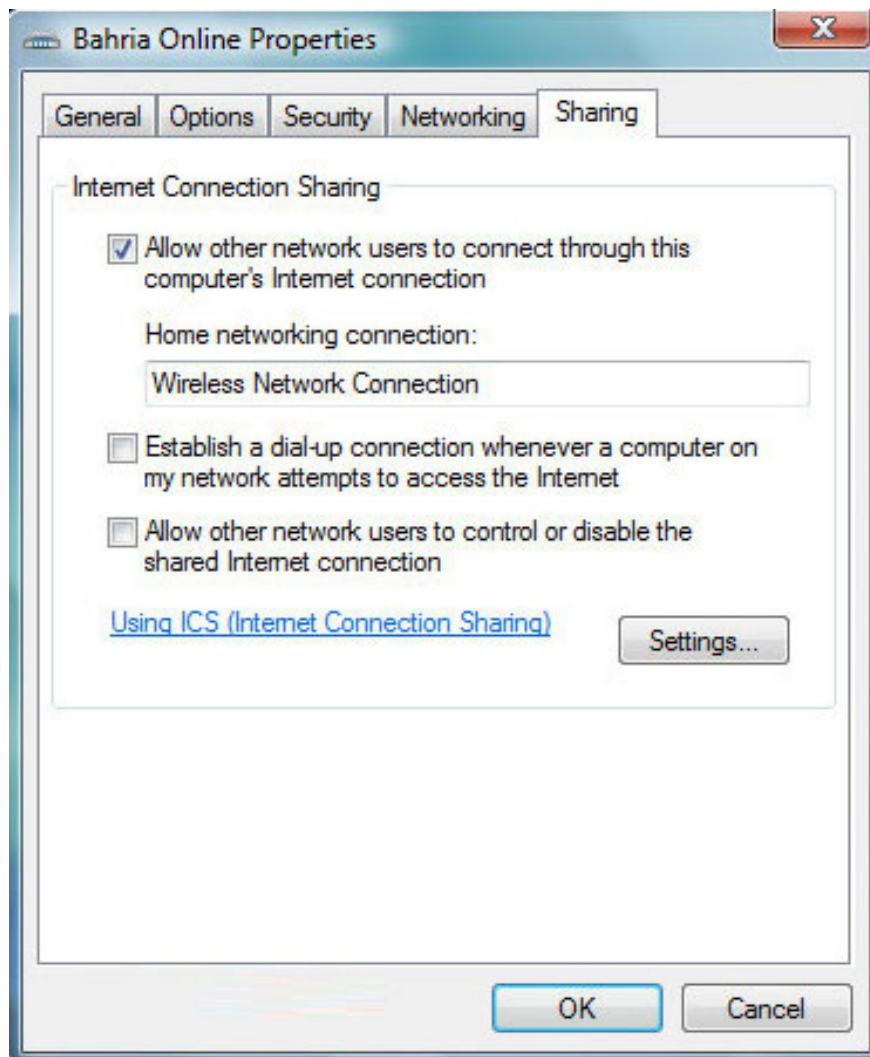 Bahria Online Properties
General Options Security Networking Sharing
Internet Connection Sharing
Allow other network users to connect through this
computer's Internet connection
Home networking connection:
Wireless Network Connection
Establish a dial-up connection whenever a computer on
my network attempts to access the Internet
Allow other network users to control or disable the
shared Internet connection
Using ICS (Internet Connection Sharing)
Settings...
OK Cancel